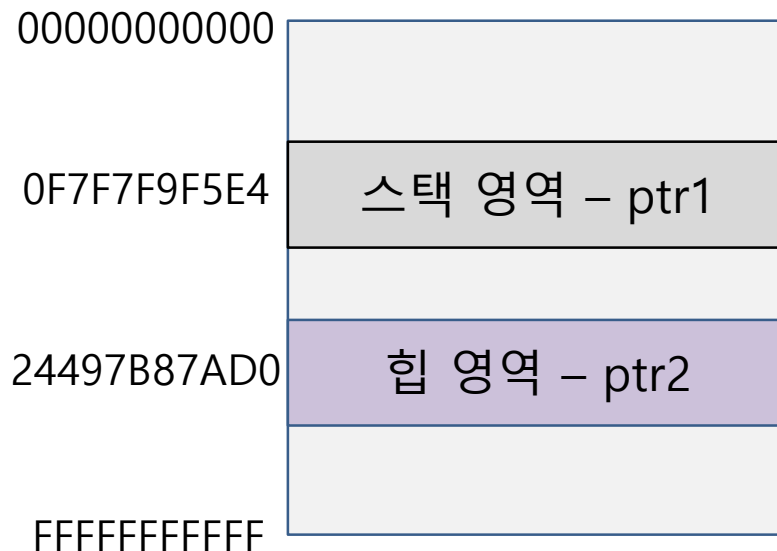 00000000000
0F7F7F9F5E4
스택 영역 – ptr1
24497B87AD0
힙 영역 – ptr2
FFFFFFFFFFF